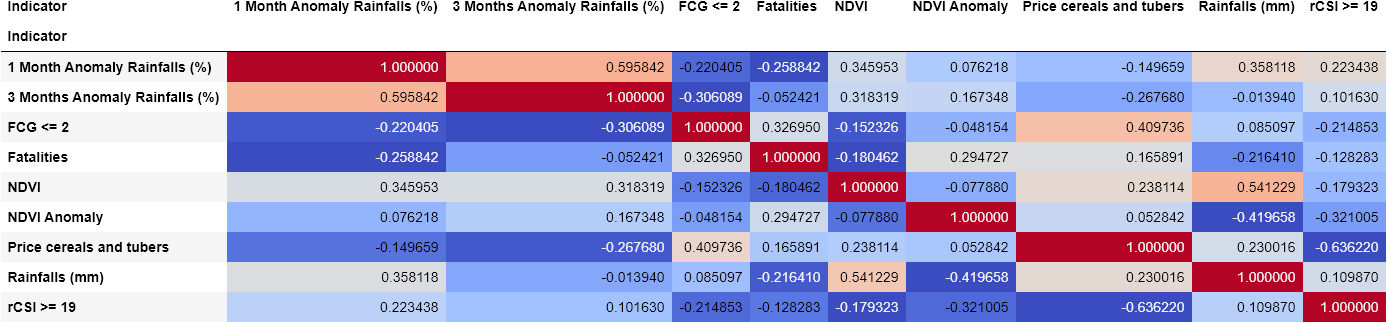 Indicator 1 Month Anomaly Rainfalls (%) 3 Months Anomaly Rainfalls (%) FCG <= 2 Fatalities NDVI NDVI Anomaly Price cereals and tubers Rainfalls (mm) rCSI >= 19
Indicator
1 Month Anomaly Rainfalls (%) 1.000000 0.595842 -0.220405 -0.258842 0.345953 0.076218 -0.149659 0.358118 0.223438
3 Months Anomaly Rainfalls (%) 0.595842 1.000000 -0.306089 -0.052421 0.318319 0.167348 -0.267680 -0.013940 0.101630
FCG <= 2 -0.220405 -0.306089 1.000000 0.326950 -0.152326 -0.048154 0.409736 0.085097 -0.214853
Fatalities -0.258842 -0.052421 0.326950 1.000000 -0.180462 0.294727 0.165891 -0.216410 -0.128283
NDVI 0.345953 0.318319 -0.152326 -0.180462 1.000000 -0.077880 0.238114 0.541229 -0.179323
NDVI Anomaly 0.076218 0.167348 -0.048154 0.294727 -0.077880 1.000000 0.052842 -0.419658 -0.321005
Price cereals and tubers -0.149659 -0.267680 0.409736 0.165891 0.238114 0.052842 1.000000 0.230016 -0.636220
Rainfalls (mm) 0.358118 -0.013940 0.085097 -0.216410 0.541229 -0.419658 0.230016 1.000000 0.109870
rCSI >= 19 0.223438 0.101630 -0.214853 -0.128283 -0.179323 -0.321005 -0.636220 0.109870 1.000000